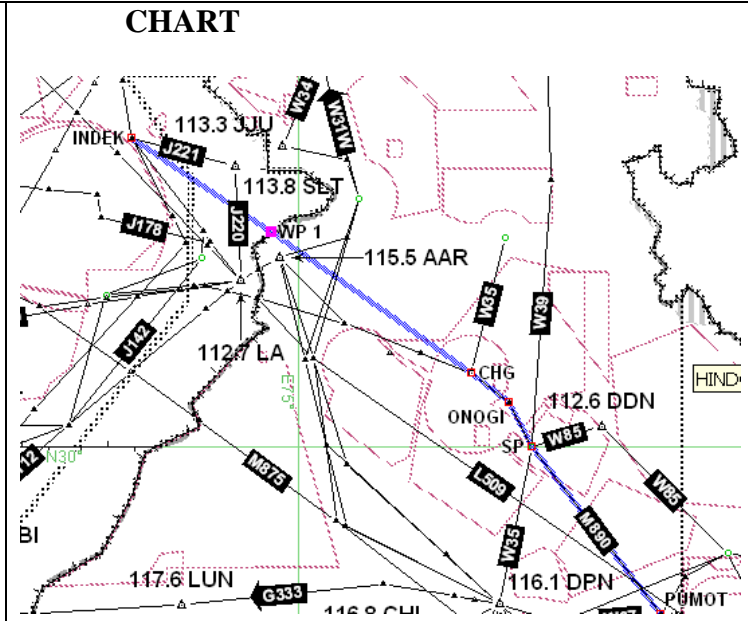 CHART
W34
W31W
INDEK
113.3 JJU
J221
113.8 SLT
J220
J178
WP 1
115.5 AAR
W35
W39
J142
112.7 LA
E75°
CHG
HIND
ONOGI
112.6 DDN
SP
W85
N30°
M875
L509
W85
M890
BI
W35
117.6 LUN
G333
116.1 DPN
PUMOT